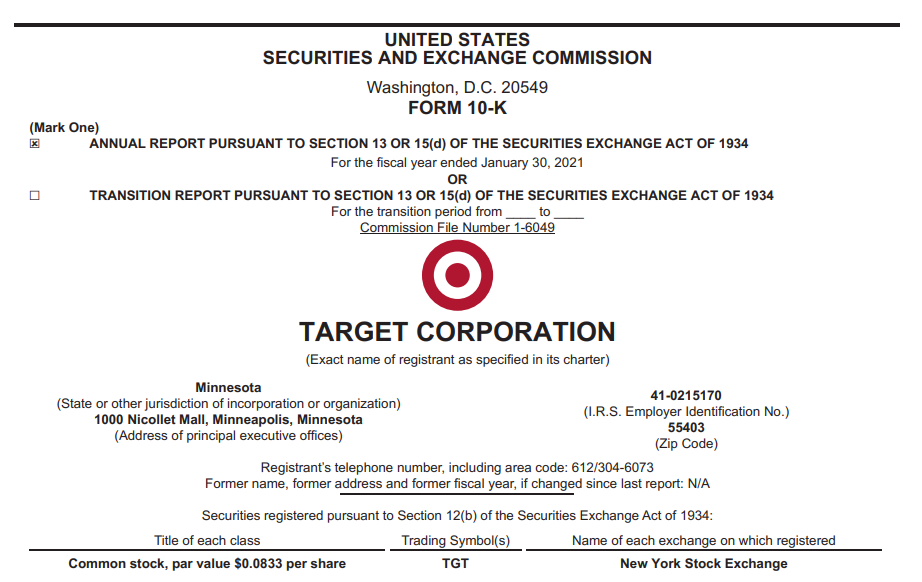 UNITED STATES
SECURITIES AND EXCHANGE COMMISSION
Washington, D.C. 20549
FORM 10-K
(Mark One)
☒ ANNUAL REPORT PURSUANT TO SECTION 13 OR 15(d) OF THE SECURITIES EXCHANGE ACT OF 1934
For the fiscal year ended January 30, 2021
OR
☐ TRANSITION REPORT PURSUANT TO SECTION 13 OR 15(d) OF THE SECURITIES EXCHANGE ACT OF 1934
For the transition period from ____ to ____
Commission File Number 1-6049
TARGET CORPORATION
(Exact name of registrant as specified in its charter)
Minnesota
(State or other jurisdiction of incorporation or organization)
1000 Nicollet Mall, Minneapolis, Minnesota
(Address of principal executive offices)
41-0215170
(I.R.S. Employer Identification No.)
55403
(Zip Code)
Registrant’s telephone number, including area code: 612/304-6073
Former name, former address and former fiscal year, if changed since last report: N/A
Securities registered pursuant to Section 12(b) of the Securities Exchange Act of 1934:
Title of each class Trading Symbol(s) Name of each exchange on which registered
Common stock, par value $0.0833 per share TGT New York Stock Exchange